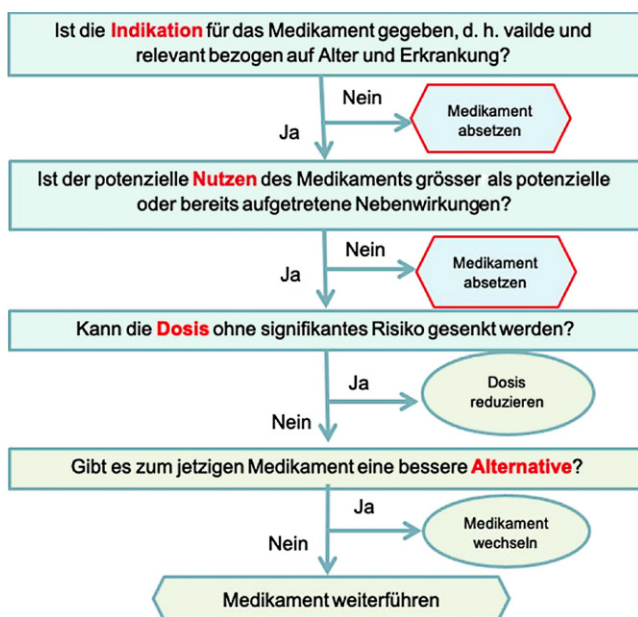 Ist die Indikation für das Medikament gegeben, d. h. vailde und
relevant bezogen auf Alter und Erkrankung?
Nein
Medikament
absetzen
Ja
Ist der potenzielle Nutzen des Medikaments grösser als potenzielle
oder bereits aufgetretene Nebenwirkungen?
Nein
Medikament
absetzen
Ja
Kann die Dosis ohne signifikantes Risiko gesenkt werden?
Ja
Dosis
reduzieren
Nein
Gibt es zum jetzigen Medikament eine bessere Alternative?
Ja
Medikament
wechseln
Nein
Medikament weiterführen